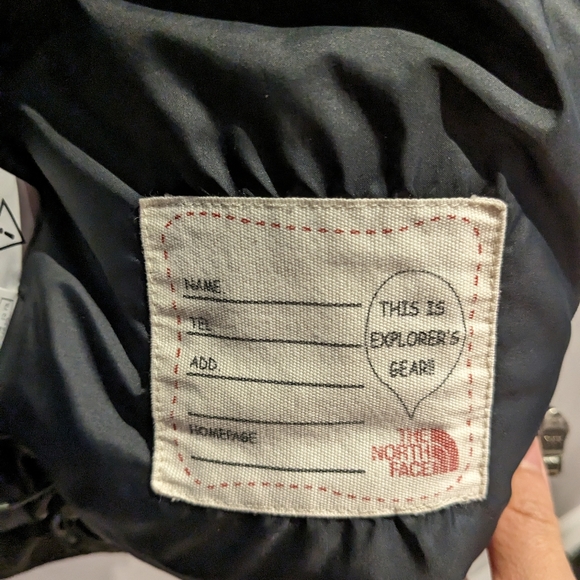 NAME
TEL
ADD.
HOMEPAGE
THIS IS
EXPLORER'S
GEAR!!
THE
NORTH
FACE